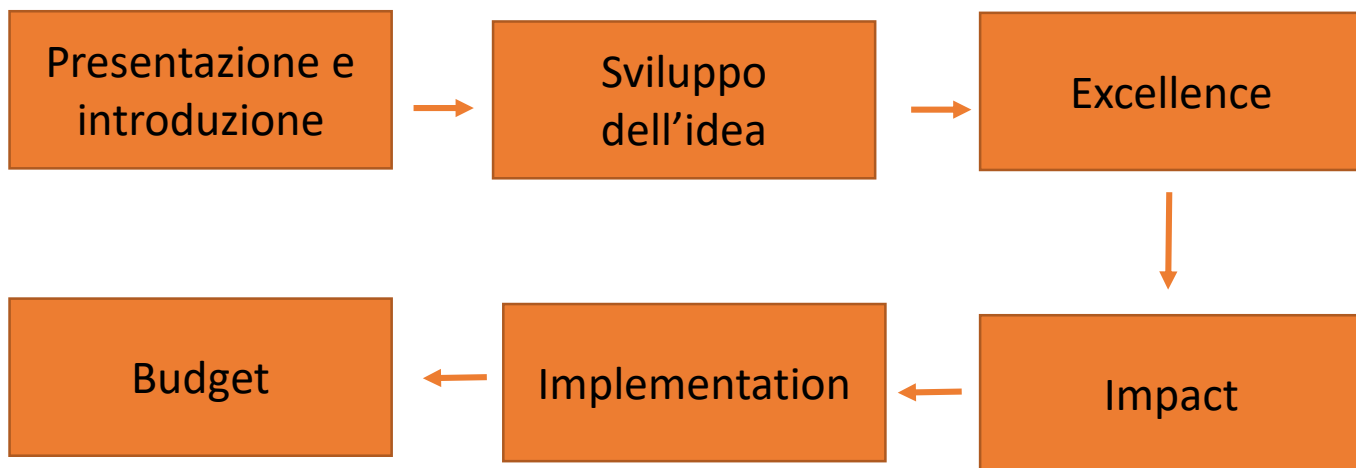 Presentazione e
introduzione
Sviluppo
dell’idea
Excellence
Impact
Implementation
Budget